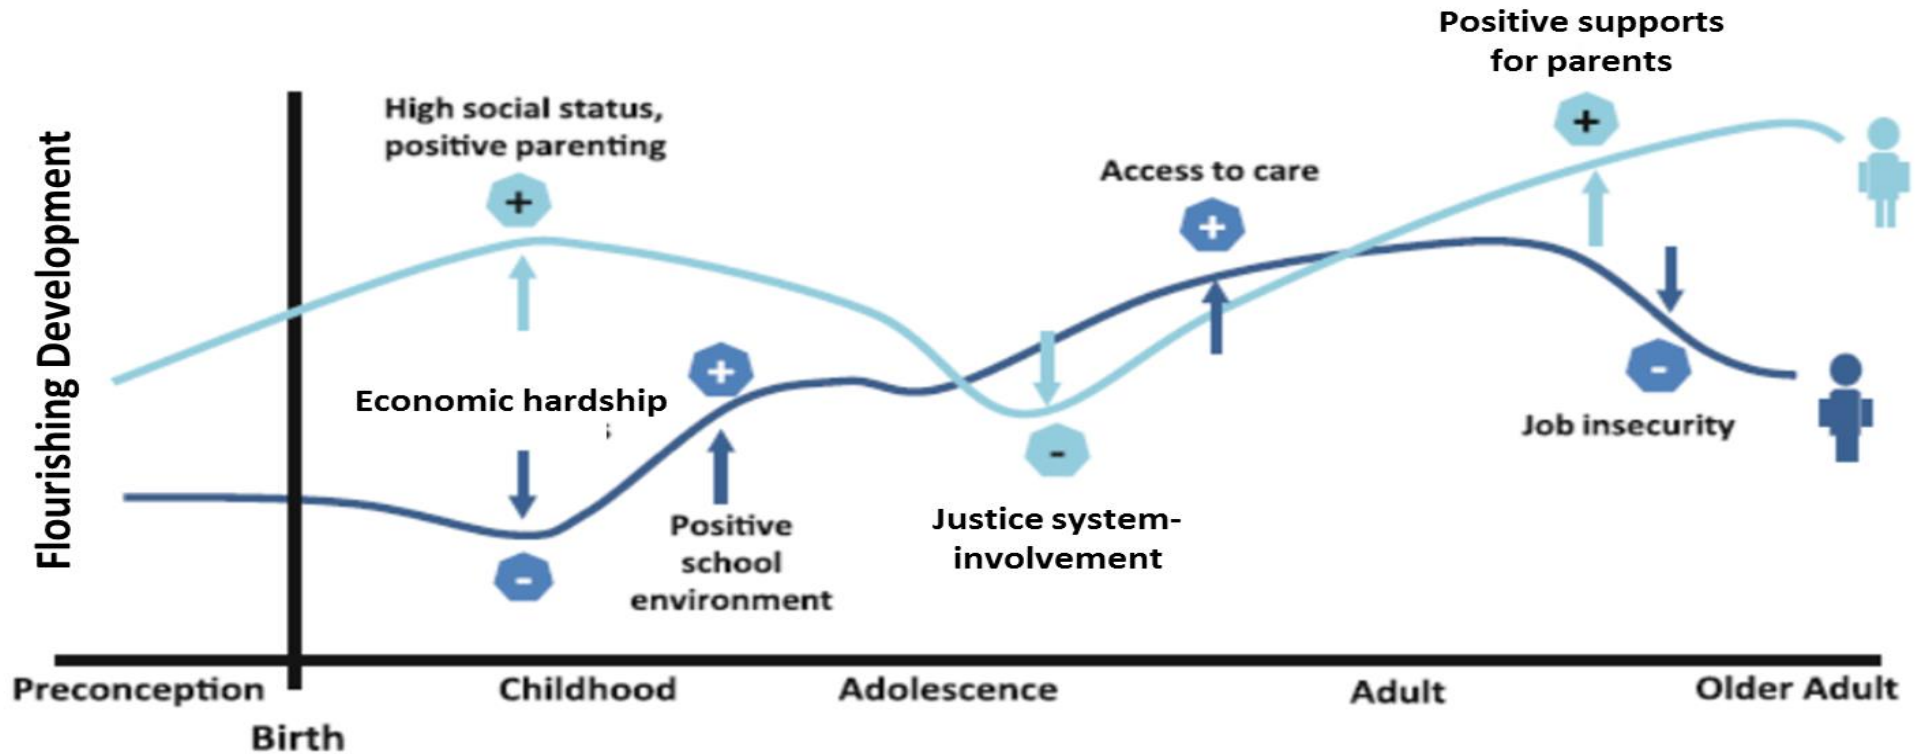 Positive supports
for parents
High social status,
positive parenting
+
+
Access to care
+
Flourishing Development
Economic hardship
+
-
Job insecurity
-
Positive
school
environment
-
Justice system-
involvement
Preconception
Birth
Childhood
Adolescence
Adult
Older Adult